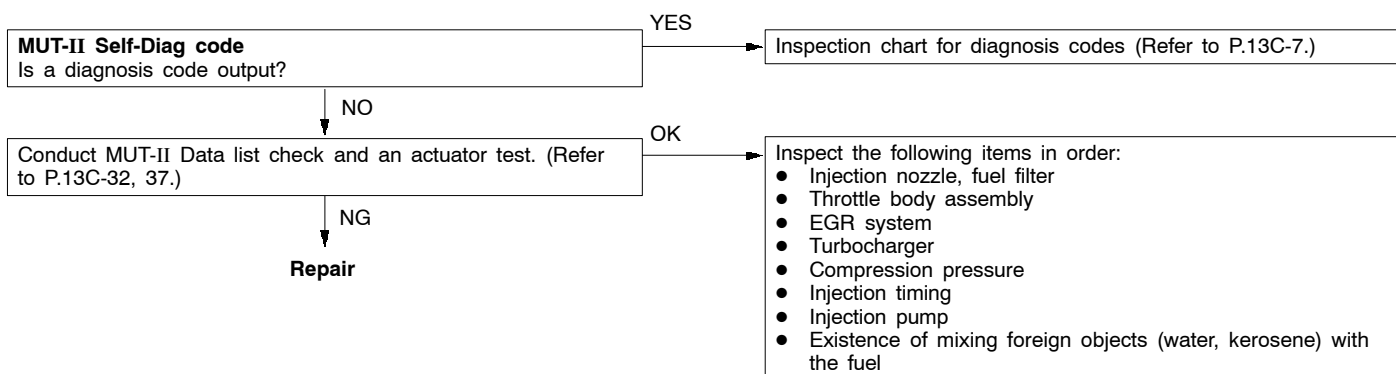 YES
MUT-II Self-Diag code
Is a diagnosis code output?
Inspection chart for diagnosis codes (Refer to P.13C-7.)
NO
OK
Conduct MUT-II Data list check and an actuator test. (Refer
to P.13C-32, 37.)
NG
Repair
Inspect the following items in order:
● Injection nozzle, fuel filter
● Throttle body assembly
● EGR system
● Turbocharger
● Compression pressure
● Injection timing
● Injection pump
● Existence of mixing foreign objects (water, kerosene) with
the fuel